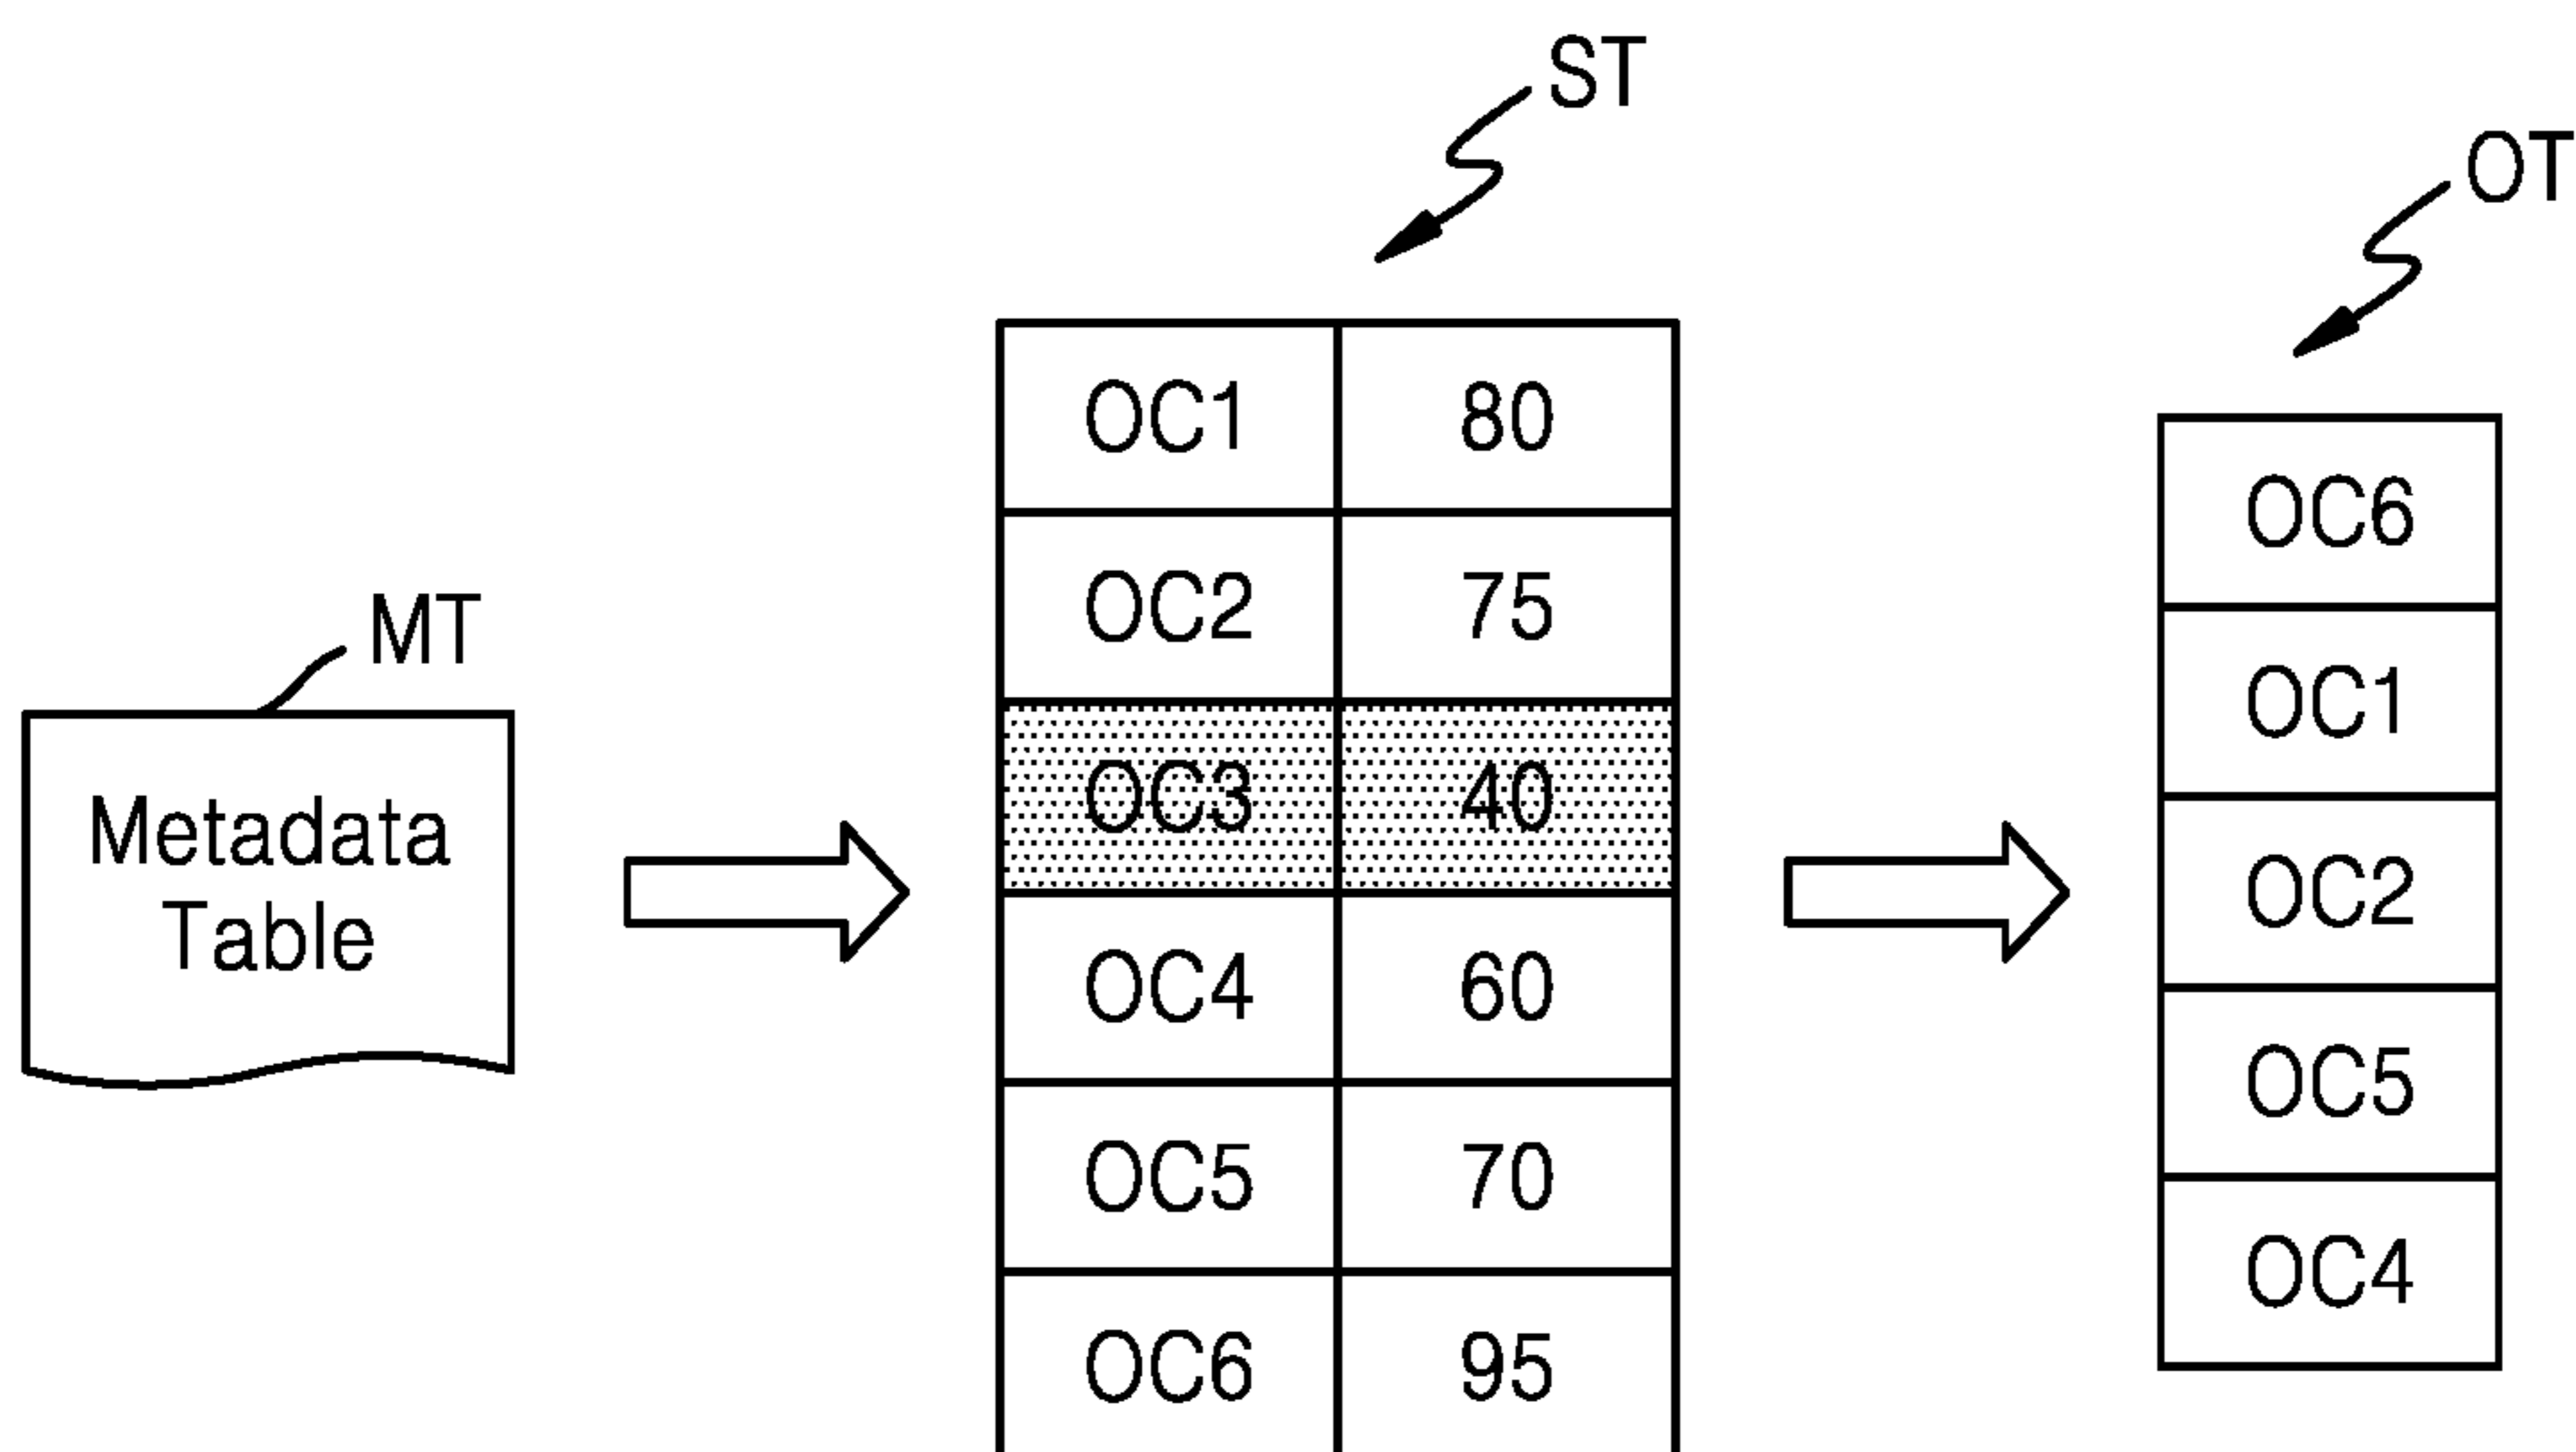 ST
OT
MT
Metadata
Table
OC1 80
OC2 75
OC3 40
OC4 60
OC5 70
OC6 95
OC6
OC1
OC2
OC5
OC4